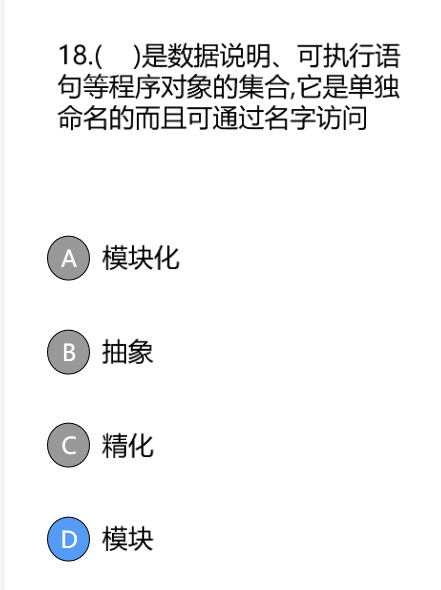 18.(    )是数据说明、可执行语
句等程序对象的集合,它是单独
命名的而且可通过名字访问
A 模块化
B 抽象
C 精化
D 模块